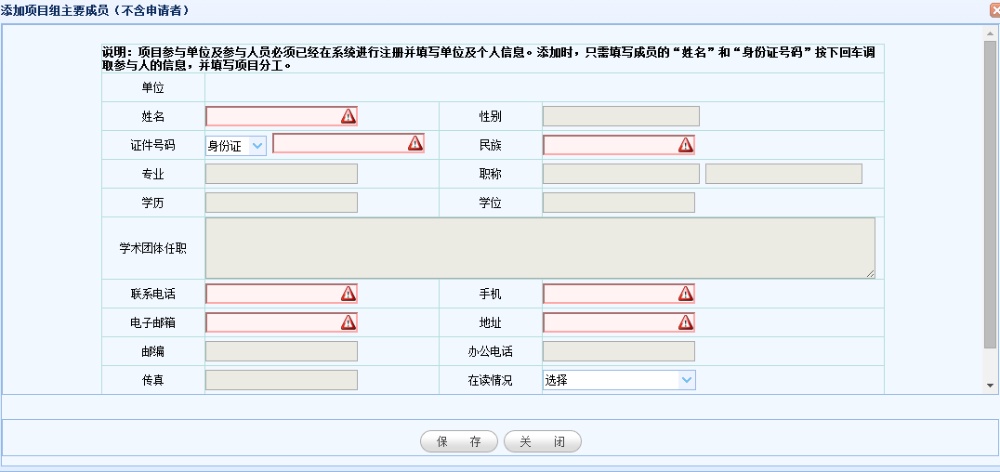 添加项目组主要成员（不含申请者）
说明：项目参与单位及参与人员必须已经在系统进行注册并填写单位及个人信息。添加时，只需填写成员的“姓名”和“身份证号码”按下回车调
取参与人的信息，并填写项目分工。
单位
姓名 性别
证件号码 身份证 民族
专业 职称
学历 学位
学术团体任职
联系电话 手机
电子邮箱 地址
邮编 办公电话
传真 在读情况 选择
保 存 关 闭